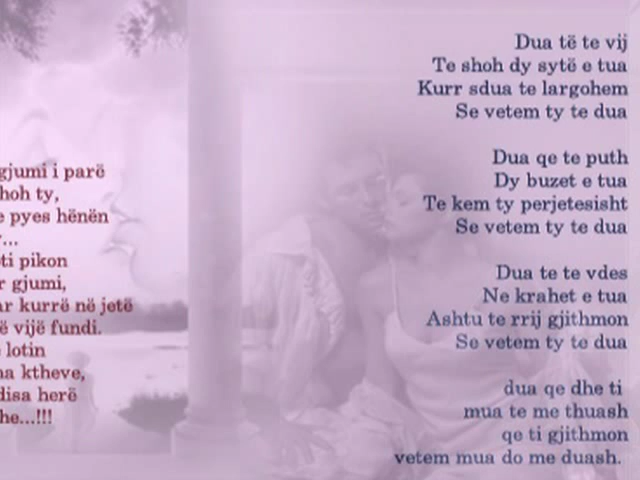 gjumi i parë
hoh ty,
e pyes hënën
...
ti pikon
r gjumi,
ar kurrë në jetë
ë vijë fundi.
lotin
na ktheve,
disa herë
he...!!!
Dua të te vij
Te shoh dy sytë e tua
Kurr sdua te largohem
Se vetem ty te dua
Dua qe te puth
Dy buzet e tua
Te kem ty perjetesisht
Se vetem ty te dua
Dua te te vdes
Ne krahet e tua
Ashtu te rrij gjithmon
Se vetem ty te dua
dua qe dhe ti
mua te me thuash
qe ti gjithmon
vetem mua do me duash.